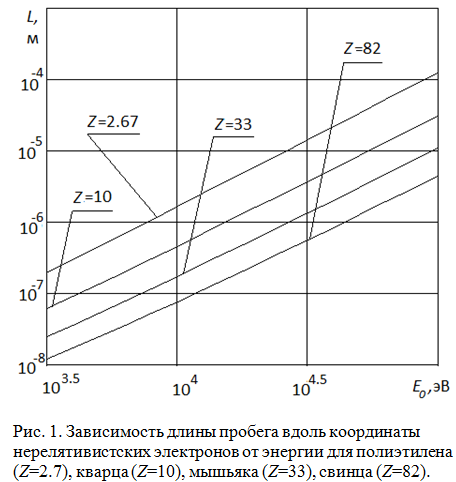 L,
м
10⁻⁴
10⁻⁵
10⁻⁶
10⁻⁷
10⁻⁸
Z=82
Z=2.67
Z=33
Z=10
10³·⁵
10⁴
10⁴·⁵
E₀,эВ
Рис. 1. Зависимость длины пробега вдоль координаты
нерелятивистских электронов от энергии для полиэтилена
(Z=2.7), кварца (Z=10), мышьяка (Z=33), свинца (Z=82).